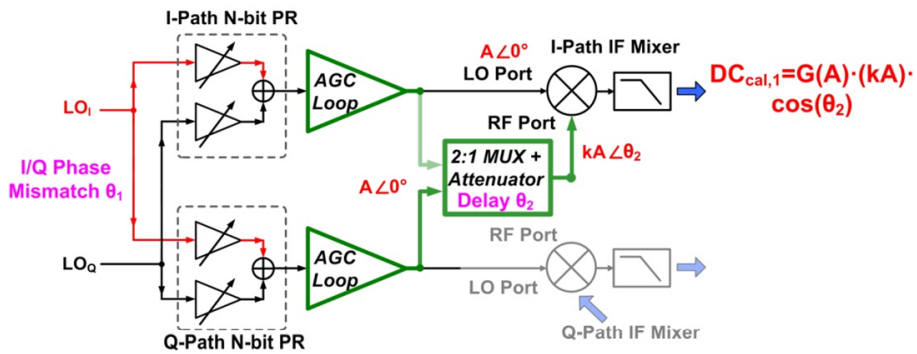 I-Path N-bit PR
I-Path IF Mixer
A∠0°
LO Port
AGC
Loop
DCcal,1=G(A)·(kA)·
cos(θ2)
LOI
RF Port
2:1 MUX +
Attenuator
Delay θ2
kA∠θ2
I/Q Phase
Mismatch θ1
A∠0°
RF Port
LOQ
AGC
Loop
LO Port
Q-Path IF Mixer
Q-Path N-bit PR